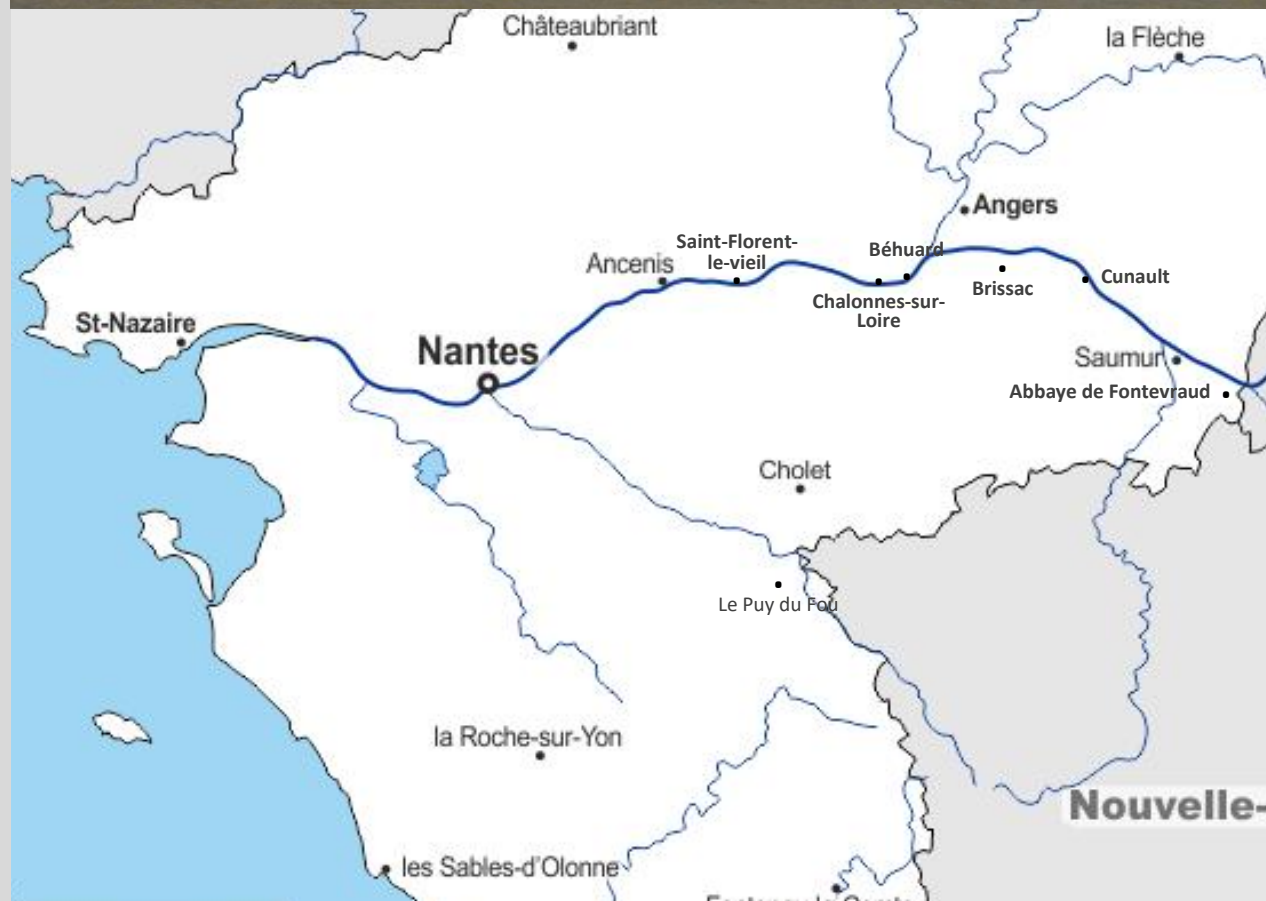 Châteaubriant
la Flèche
Angers
Saint-Florent-
le-vieil
Béhuard
Ancenis
Cunault
Brissac
Chalonnes-sur-
Loire
St-Nazaire
Nantes
Saumur
Abbaye de Fontevraud
Cholet
Le Puy du Fou
la Roche-sur-Yon
Nouvelle-
les Sables-d'Olonne